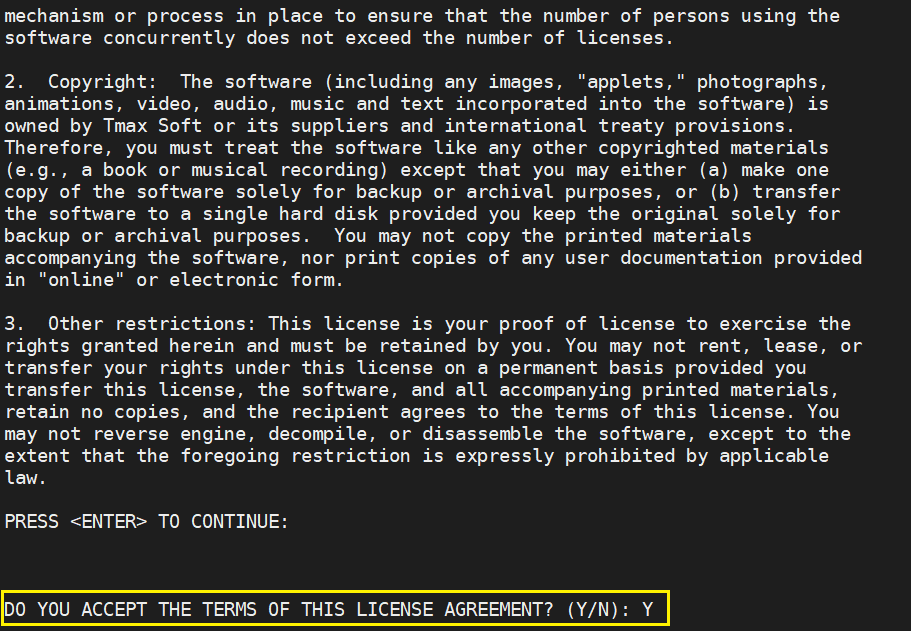 mechanism or process in place to ensure that the number of persons using the
software concurrently does not exceed the number of licenses.
2.  Copyright:  The software (including any images, "applets," photographs,
animations, video, audio, music and text incorporated into the software) is
owned by Tmax Soft or its suppliers and international treaty provisions.
Therefore, you must treat the software like any other copyrighted materials
(e.g., a book or musical recording) except that you may either (a) make one
copy of the software solely for backup or archival purposes, or (b) transfer
the software to a single hard disk provided you keep the original solely for
backup or archival purposes.  You may not copy the printed materials
accompanying the software, nor print copies of any user documentation provided
in "online" or electronic form.
3.  Other restrictions: This license is your proof of license to exercise the
rights granted herein and must be retained by you. You may not rent, lease, or
transfer your rights under this license on a permanent basis provided you
transfer this license, the software, and all accompanying printed materials,
retain no copies, and the recipient agrees to the terms of this license. You
may not reverse engine, decompile, or disassemble the software, except to the
extent that the foregoing restriction is expressly prohibited by applicable
law.
PRESS <ENTER> TO CONTINUE:
DO YOU ACCEPT THE TERMS OF THIS LICENSE AGREEMENT? (Y/N): Y